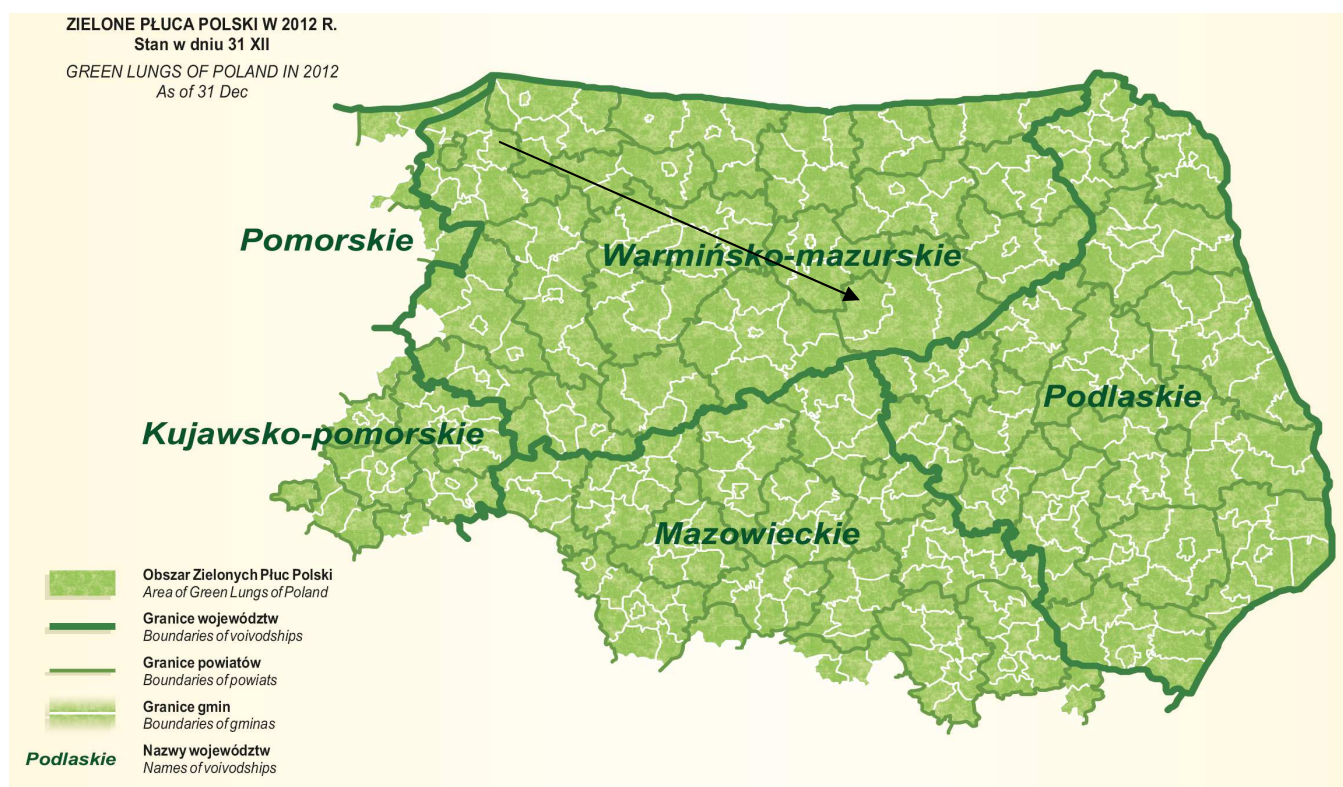 ZIELONE PŁUCA POLSKI W 2012 R.
Stan w dniu 31 XII
GREEN LUNGS OF POLAND IN 2012
As of 31 Dec
Pomorskie
Warmińsko-mazurskie
Podlaskie
Kujawsko-pomorskie
Mazowieckie
Obszar Zielonych Płuc Polski
Area of Green Lungs of Poland
Granice województw
Boundaries of voivodships
Granice powiatów
Boundaries of powiats
Granice gmin
Boundaries of gminas
Podlaskie
Nazwy województw
Names of voivodships